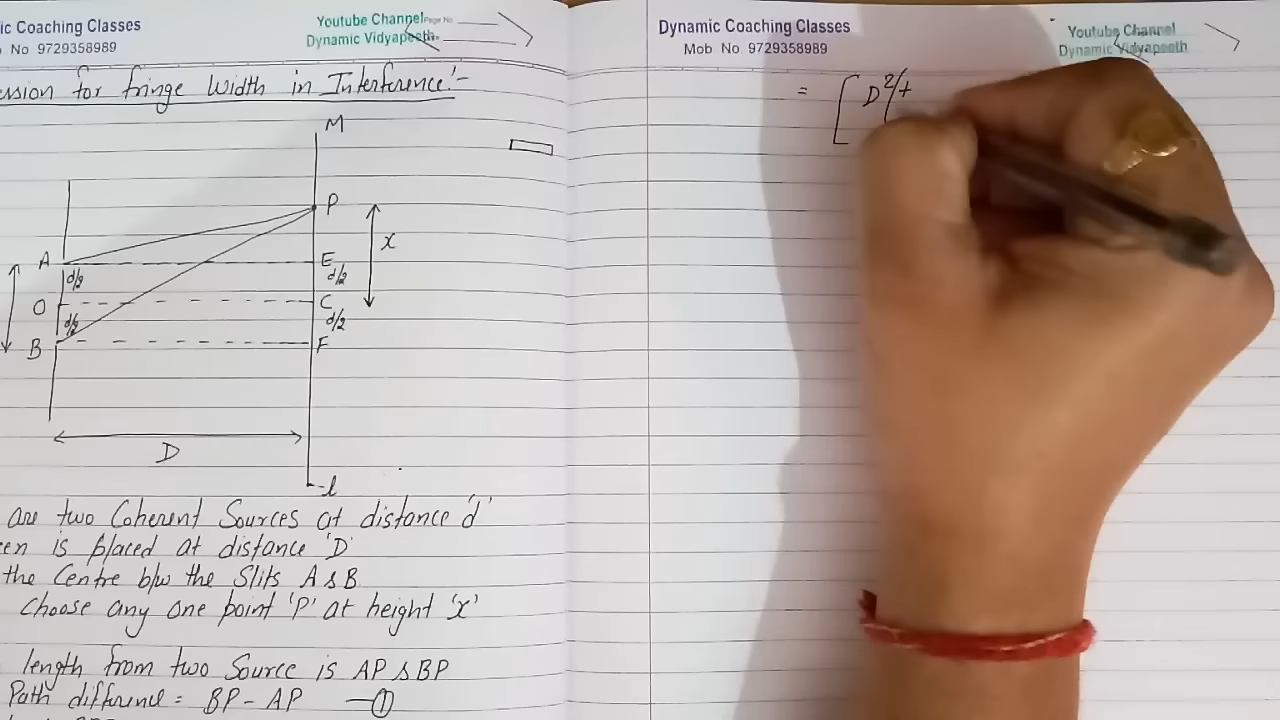 ic Coaching Classes
No 9729358989
Youtube Channel
Page No.
Dynamic Vidyapeeth
ession for fringe width in Interference:-
M
P
x
A
E
d/2
d/2
O
C
d/2
d/2
B
F
D
L
are two Coherent Sources at distance 'd'
een is placed at distance 'D'
the Centre b/w the Slits A & B
Choose any one point 'P' at height 'x'
length from two Source is AP & BP
Path difference = BP - AP —①
Dynamic Coaching Classes
Mob No 9729358989
Youtube Channel
Dynamic Vidyapeeth
= [ D²/+